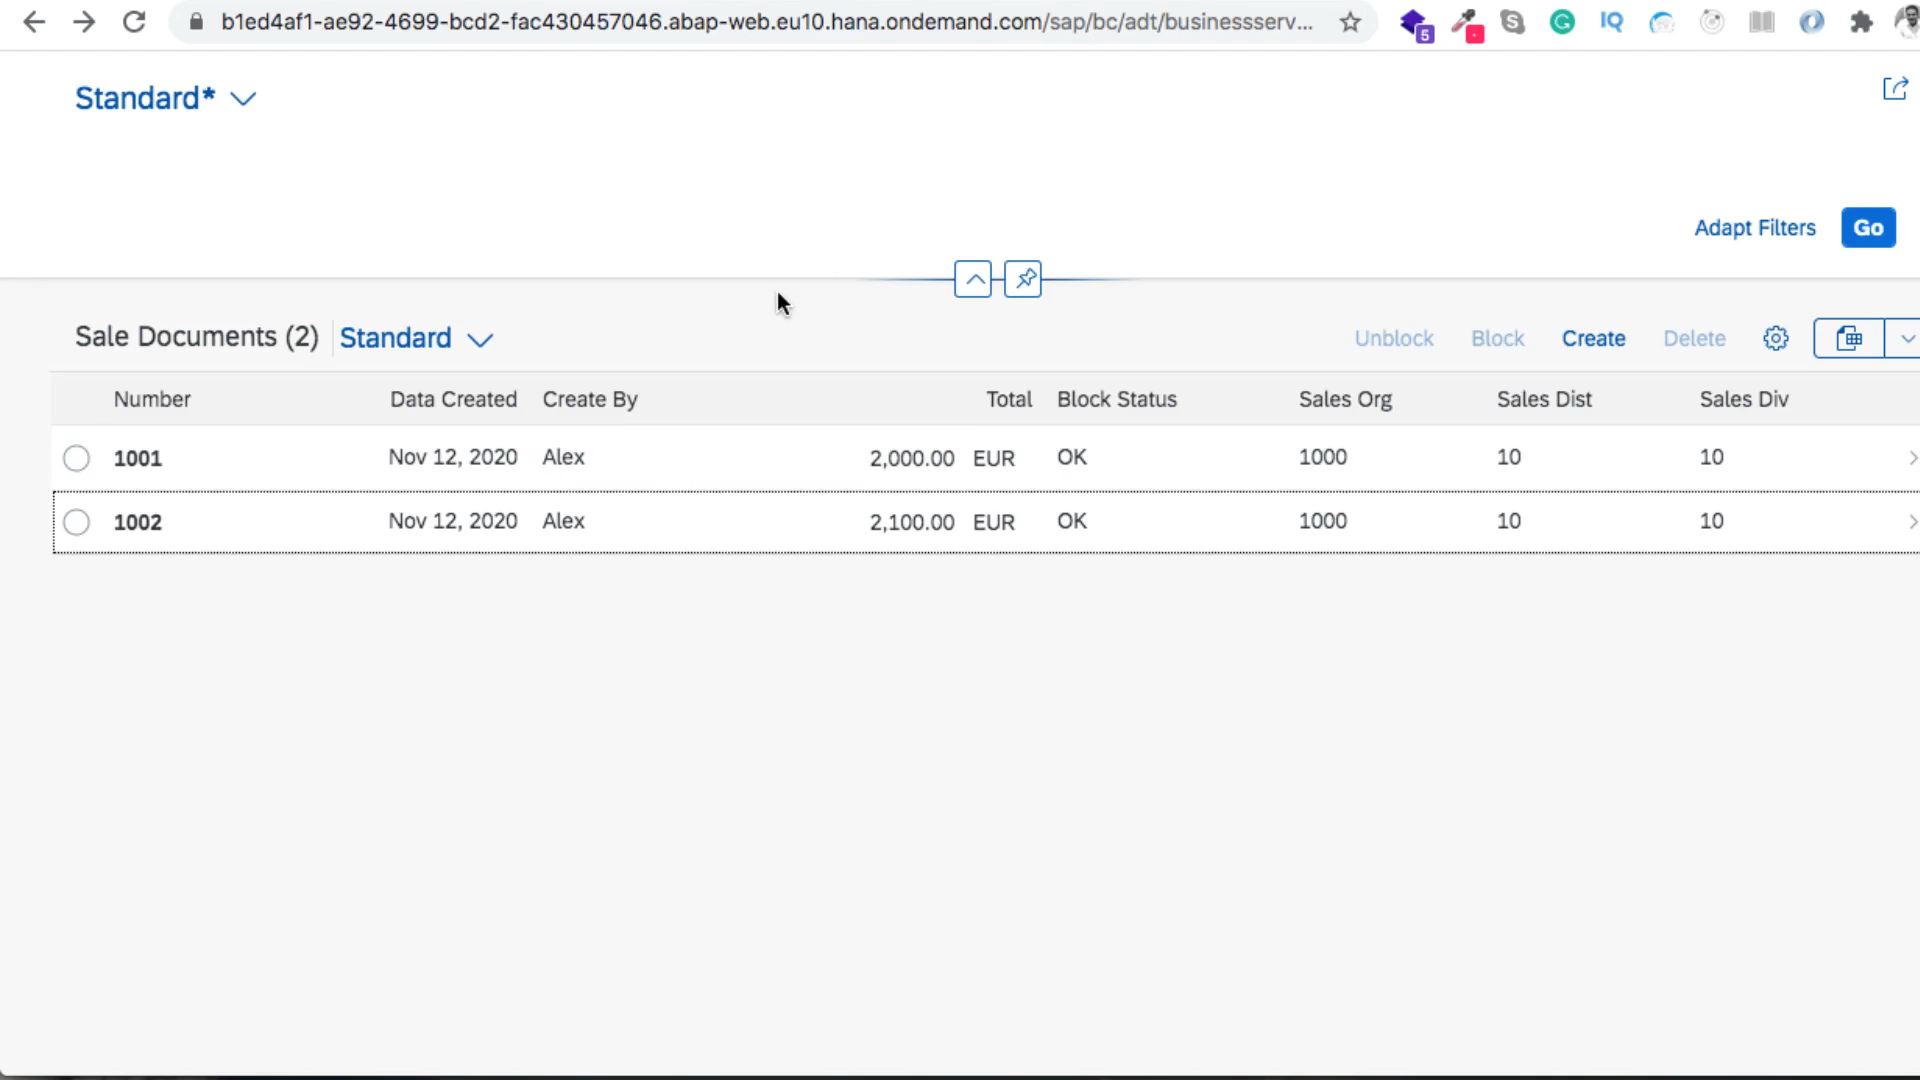 b1ed4af1-ae92-4699-bcd2-fac430457046.abap-web.eu10.hana.ondemand.com/sap/bc/adt/businessserv...
5
IQ
Standard*
Adapt Filters Go
Sale Documents (2) Standard Unblock Block Create Delete
Number Data Created Create By Total Block Status Sales Org Sales Dist Sales Div
1001 Nov 12, 2020 Alex 2,000.00 EUR OK 1000 10 10
1002 Nov 12, 2020 Alex 2,100.00 EUR OK 1000 10 10